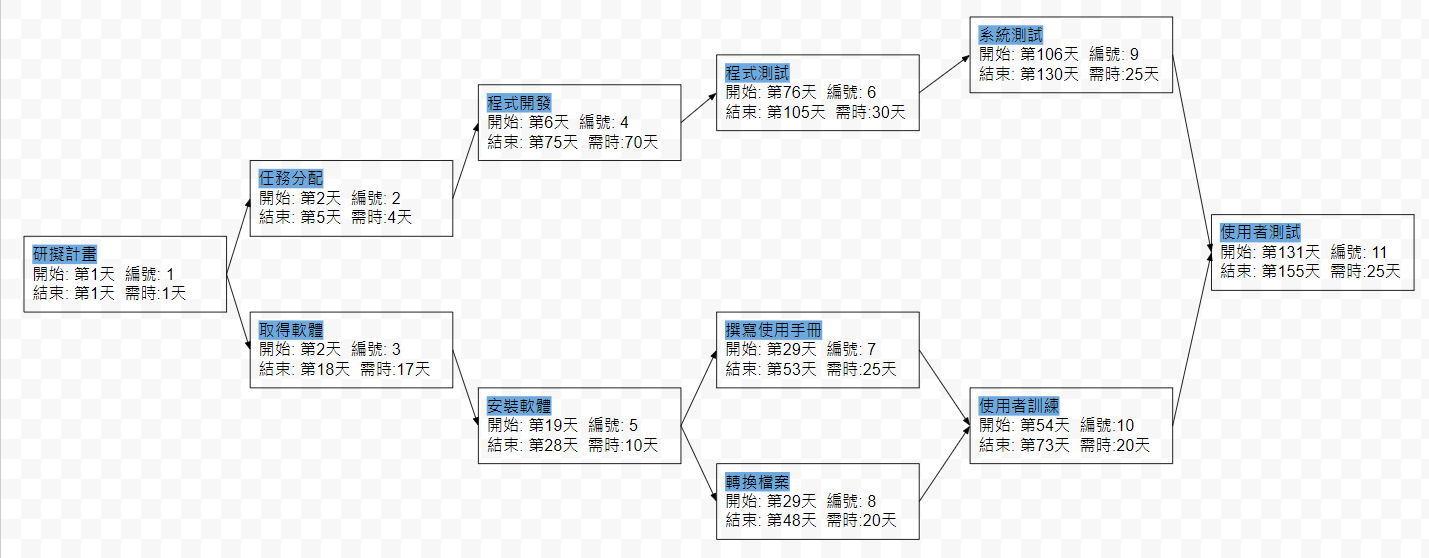 研擬計畫
開始: 第1天 編號: 1
結束: 第1天 需時:1天
任務分配
開始: 第2天 編號: 2
結束: 第5天 需時:4天
取得軟體
開始: 第2天 編號: 3
結束: 第18天 需時:17天
程式開發
開始: 第6天 編號: 4
結束: 第75天 需時:70天
安裝軟體
開始: 第19天 編號: 5
結束: 第28天 需時:10天
程式測試
開始: 第76天 編號: 6
結束: 第105天 需時:30天
撰寫使用手冊
開始: 第29天 編號: 7
結束: 第53天 需時:25天
轉換檔案
開始: 第29天 編號: 8
結束: 第48天 需時:20天
系統測試
開始: 第106天 編號: 9
結束: 第130天 需時:25天
使用者訓練
開始: 第54天 編號:10
結束: 第73天 需時:20天
使用者測試
開始: 第131天 編號: 11
結束: 第155天 需時:25天